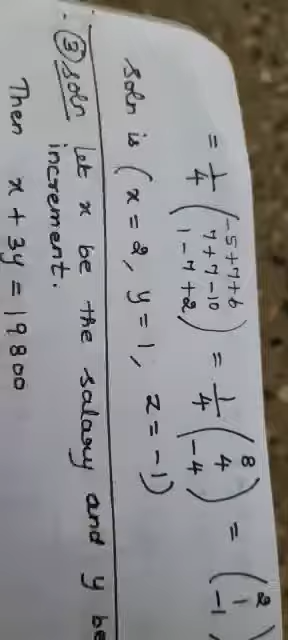 = 1/4 (-5+7+6
7+7-10
1-7+2) = 1/4 (8
4
-4) = (2
1
-1
Soln is (x = 2, y = 1, z = -1)
③ Soln Let x be the salary and y be
increment.
Then x + 3y = 19800